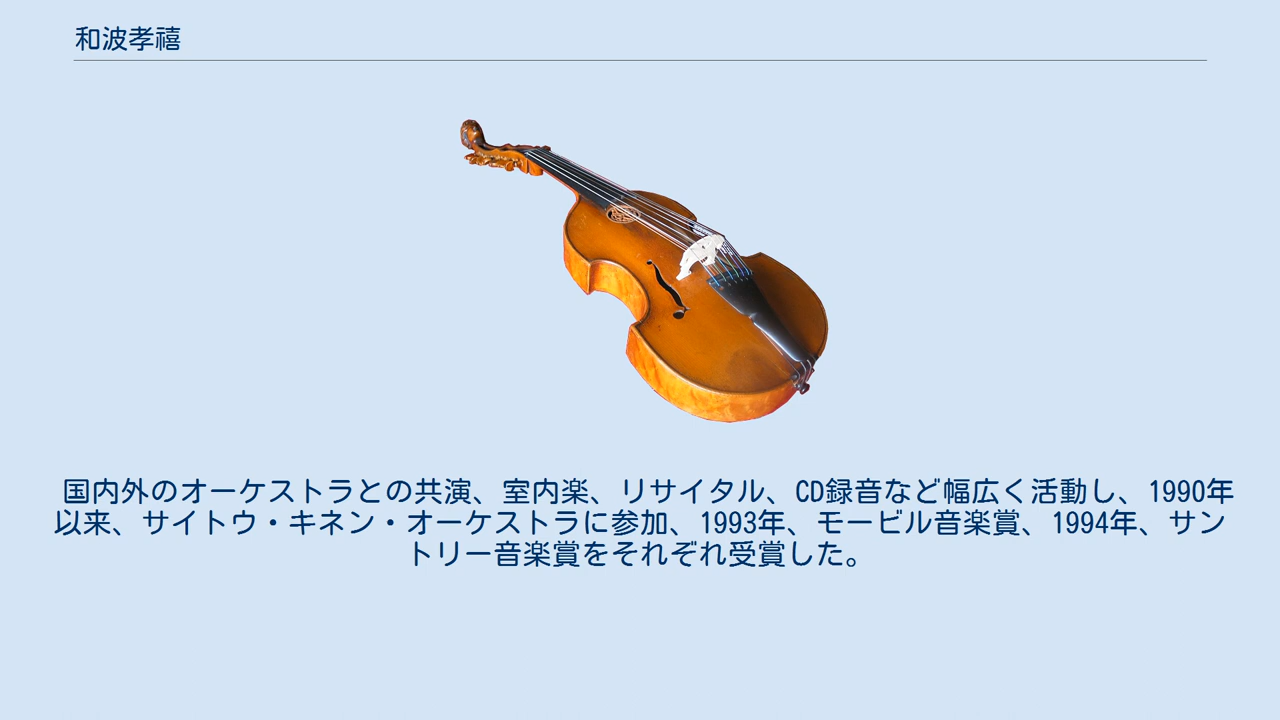 和波孝禧
国内外のオーケストラとの共演、室内楽、リサイタル、CD録音など幅広く活動し、1990年
以来、サイトウ・キネン・オーケストラに参加、1993年、モービル音楽賞、1994年、サン
トリー音楽賞をそれぞれ受賞した。